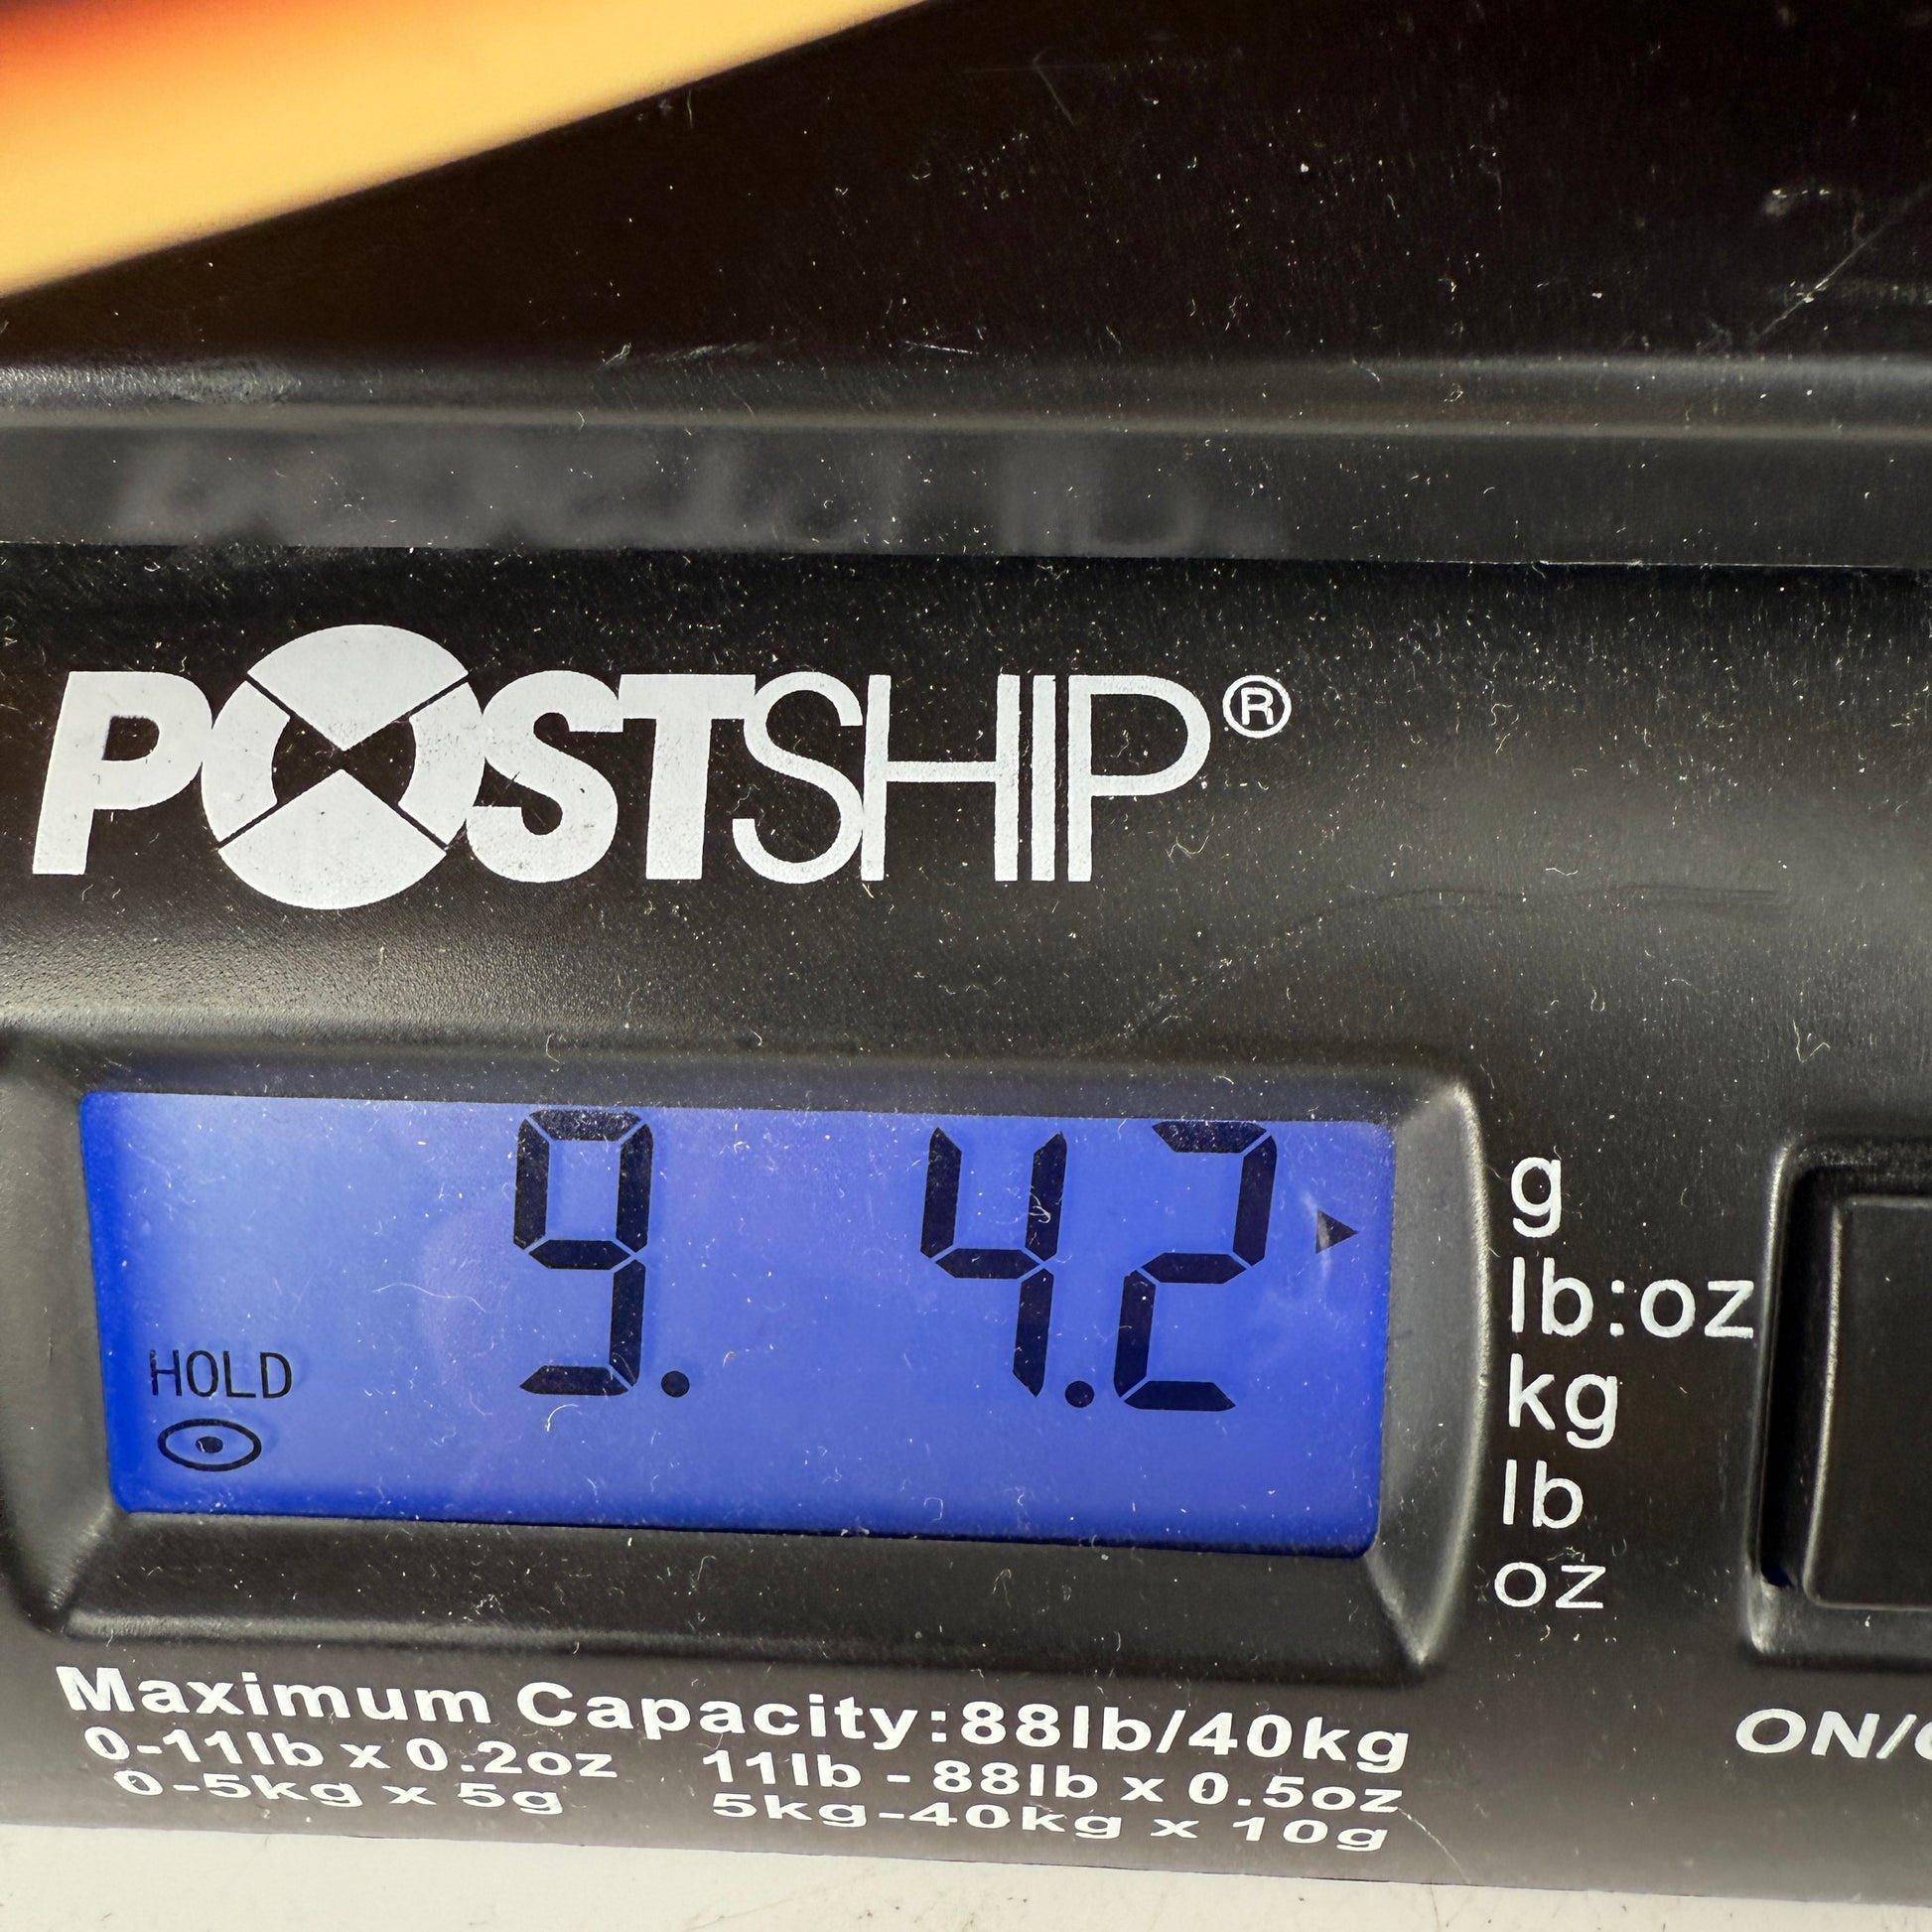 POSTSHIP®
9. 4.2
HOLD
g
lb:oz
kg
lb
oz
Maximum Capacity:88lb/40kg
0-11lb x 0.2oz 11lb - 88lb x 0.5oz
0-5kg x 5g 5kg-40kg x 10g
ON/